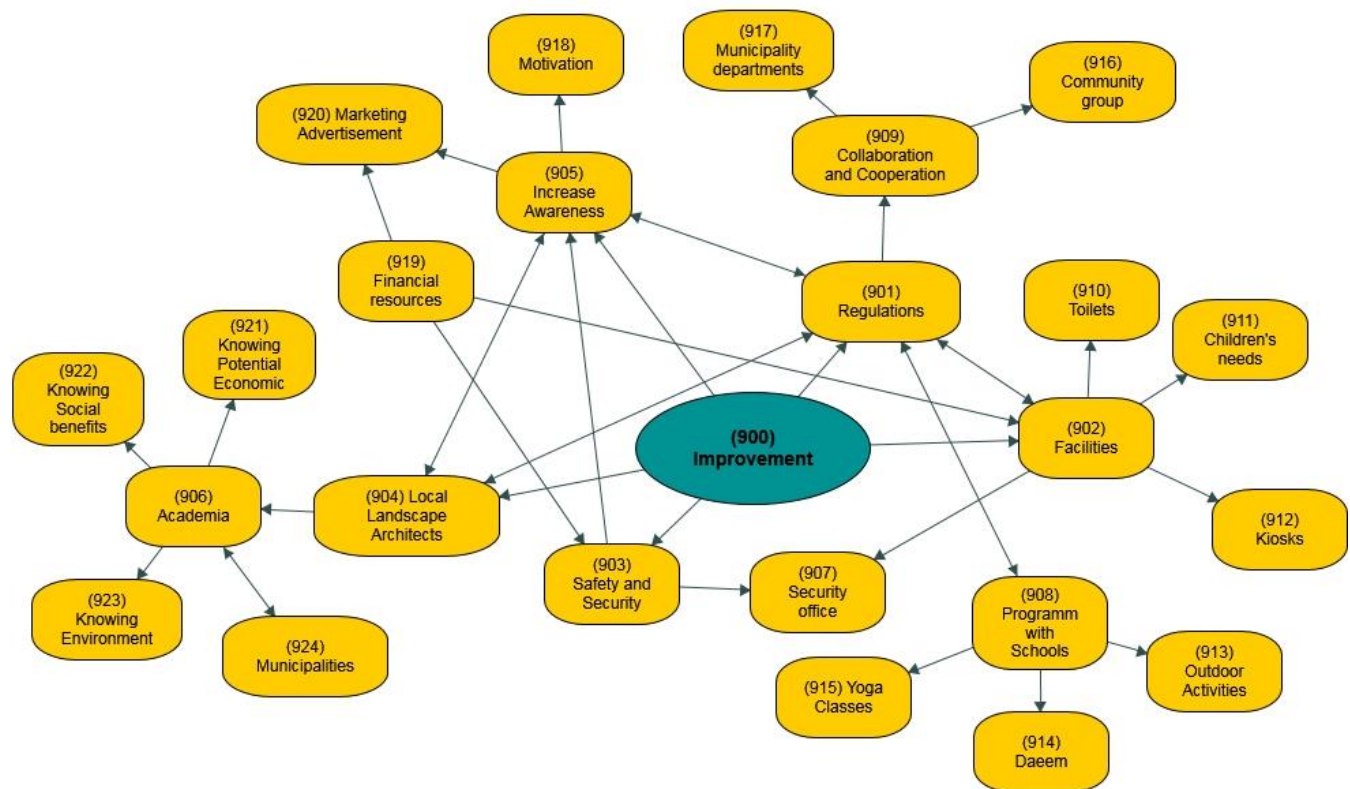 (918)
Motivation
(917)
Municipality
departments
(916)
Community
group
(920) Marketing
Advertisement
(909)
Collaboration
and Cooperation
(905)
Increase
Awareness
(919)
Financial
resources
(901)
Regulations
(910)
Toilets
(911)
Children's
needs
(921)
Knowing
Potential
Economic
(922)
Knowing
Social
benefits
(900)
Improvement
(902)
Facilities
(906)
Academia
(904) Local
Landscape
Architects
(912)
Kiosks
(903)
Safety and
Security
(907)
Security
office
(908)
Programm
with
Schools
(923)
Knowing
Environment
(924)
Municipalities
(913)
Outdoor
Activities
(915) Yoga
Classes
(914)
Daeem